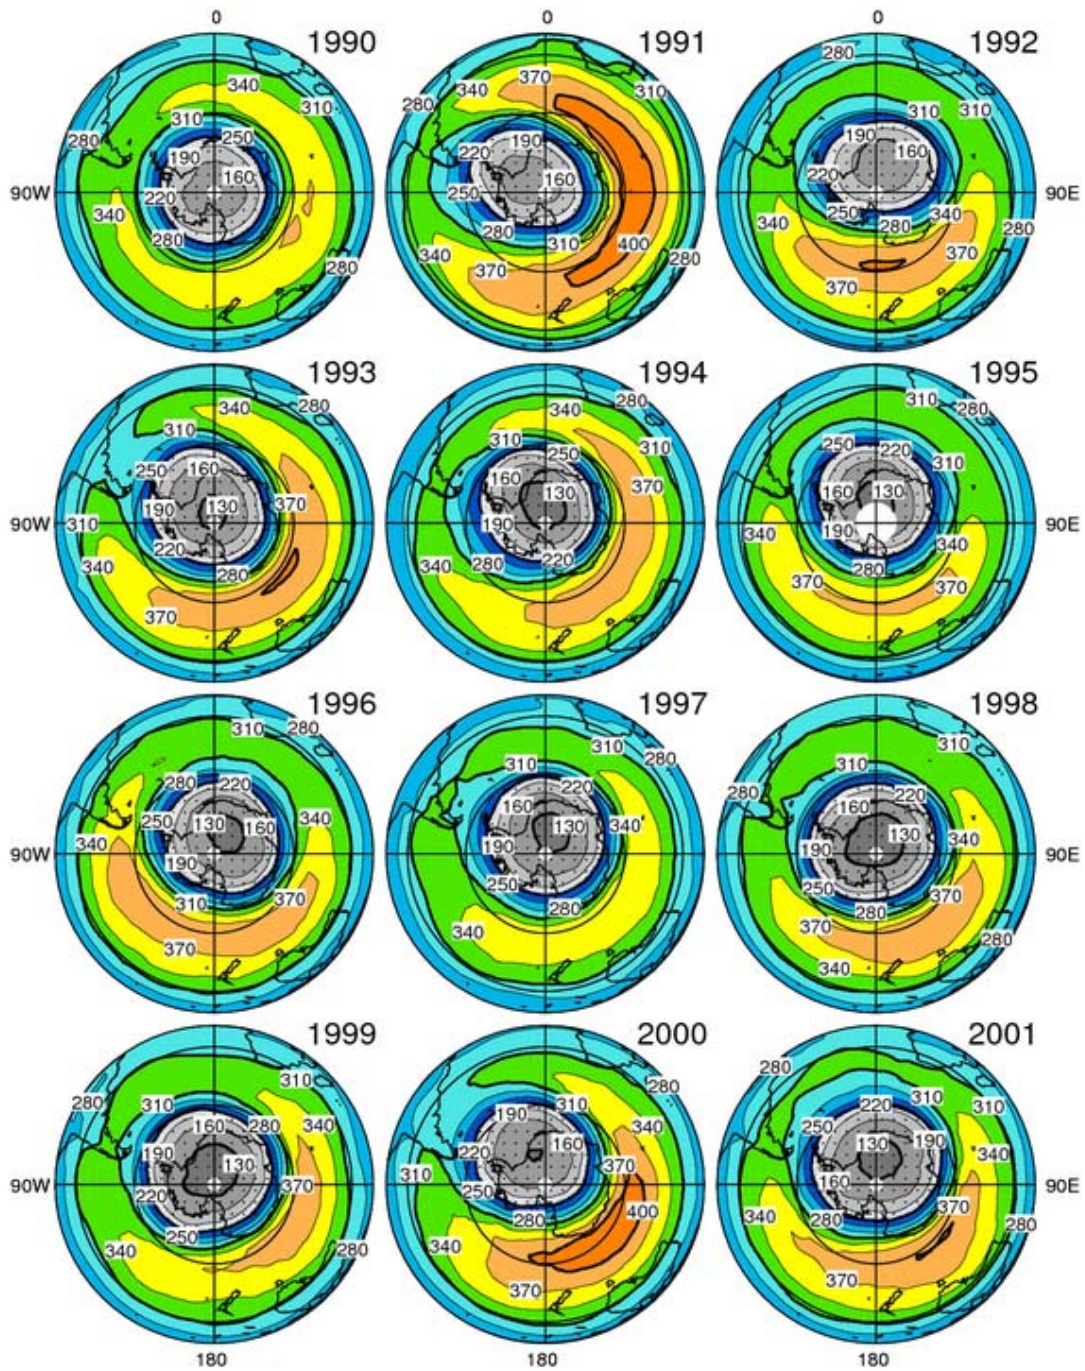 0 0 0
1990 1991 1992
340 310 310 250 280 190 160 220 90W 340 280 280
370 340 310 280 190 220 160 250 310 400 370 280
280 310 310 190 160 220 90E 250 280 340 340 370 370 280
1993 1994 1995
340 280 310 250 160 370 190 130 90W 310 220 340 280 370
340 280 310 310 250 160 130 370 190 340 220 370
310 280 250 220 310 160 130 190 90E 340 340 280 370 370
1996 1997 1998
310 280 280 220 250 130 160 340 340 90W 190 370 310 370
310 280 310 220 160 130 340 190 250 280 340
310 280 310 220 160 130 340 190 90E 250 280 370 370 280 340
1999 2000 2001
310 280 310 160 280 340 190 130 90W 220 370 250 340 280
280 310 190 340 160 220 370 310 250 400 280 340 370
280 310 220 250 130 190 340 160 90E 340 280 370 280 370
180 180 180